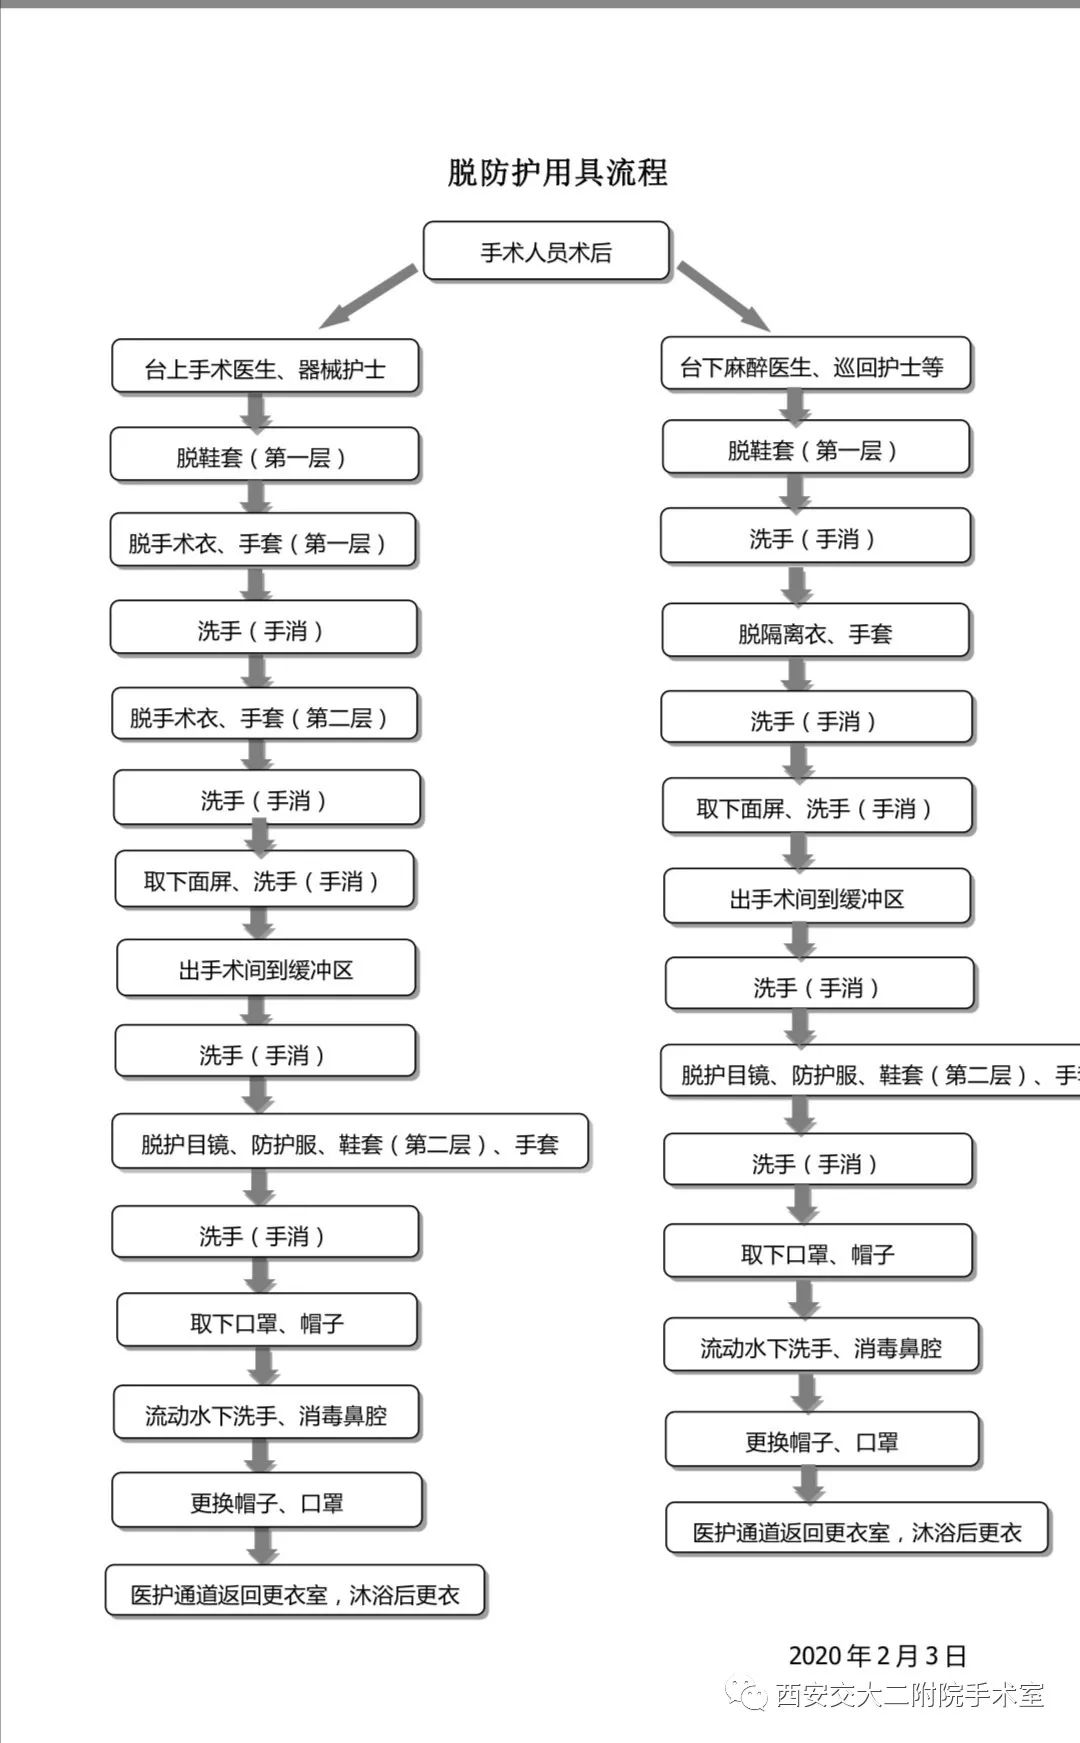 脱防护用具流程
手术人员术后
台上手术医生、器械护士
脱鞋套（第一层）
脱手术衣、手套（第一层）
洗手（手消）
脱手术衣、手套（第二层）
洗手（手消）
取下面屏、洗手（手消）
出手术间到缓冲区
洗手（手消）
脱护目镜、防护服、鞋套（第二层）、手套
洗手（手消）
取下口罩、帽子
流动水下洗手、消毒鼻腔
更换帽子、口罩
医护通道返回更衣室，沐浴后更衣
台下麻醉医生、巡回护士等
脱鞋套（第一层）
洗手（手消）
脱隔离衣、手套
洗手（手消）
取下面屏、洗手（手消）
出手术间到缓冲区
洗手（手消）
脱护目镜、防护服、鞋套（第二层）、手
洗手（手消）
取下口罩、帽子
流动水下洗手、消毒鼻腔
更换帽子、口罩
医护通道返回更衣室，沐浴后更衣
2020年2月3日
西安交大二附院手术室